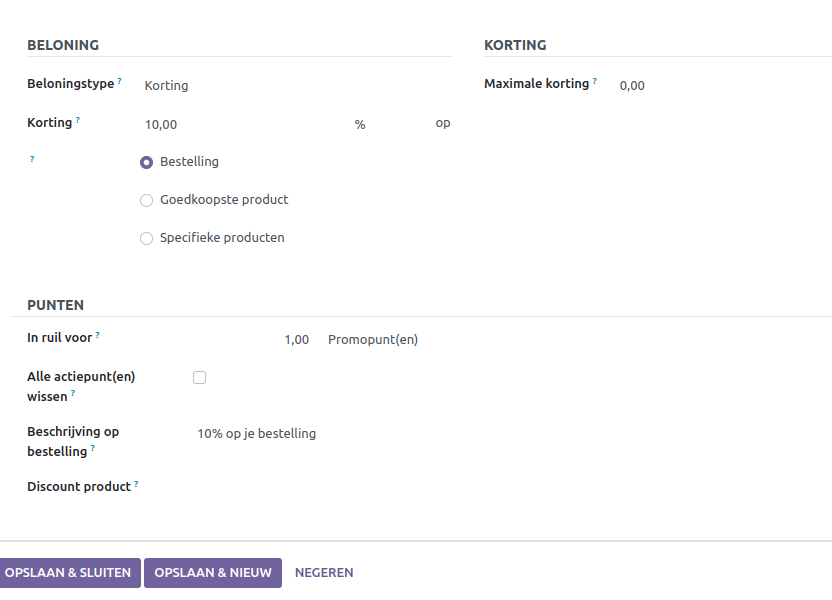 BELONING
Beloningstype ?
Korting
Korting ?
10,00
%
op
?
Bestelling
Goedkoopste product
Specifieke producten
KORTING
Maximale korting ?
0,00
PUNTEN
In ruil voor ?
1,00
Promopunt(en)
Alle actiepunt(en)
wissen ?
Beschrijving op
bestelling ?
10% op je bestelling
Discount product ?
OPSLAAN & SLUITEN
OPSLAAN & NIEUW
NEGEREN